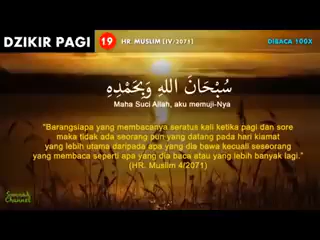 DZIKIR PAGI 19 HR. MUSLIM (IV/2071) DIBACA 100X
سُبْحَانَ اللهِ وَبِحَمْدِهِ
Maha Suci Allah, aku memuji-Nya
"Barangsiapa yang membacanya seratus kali ketika pagi dan sore
maka tidak ada seorang pun yang datang pada hari kiamat
yang lebih utama daripada apa yang dia bawa kecuali seseorang
yang membaca seperti apa yang dia baca atau yang lebih banyak lagi."
(HR. Muslim 4/2071)
Channel